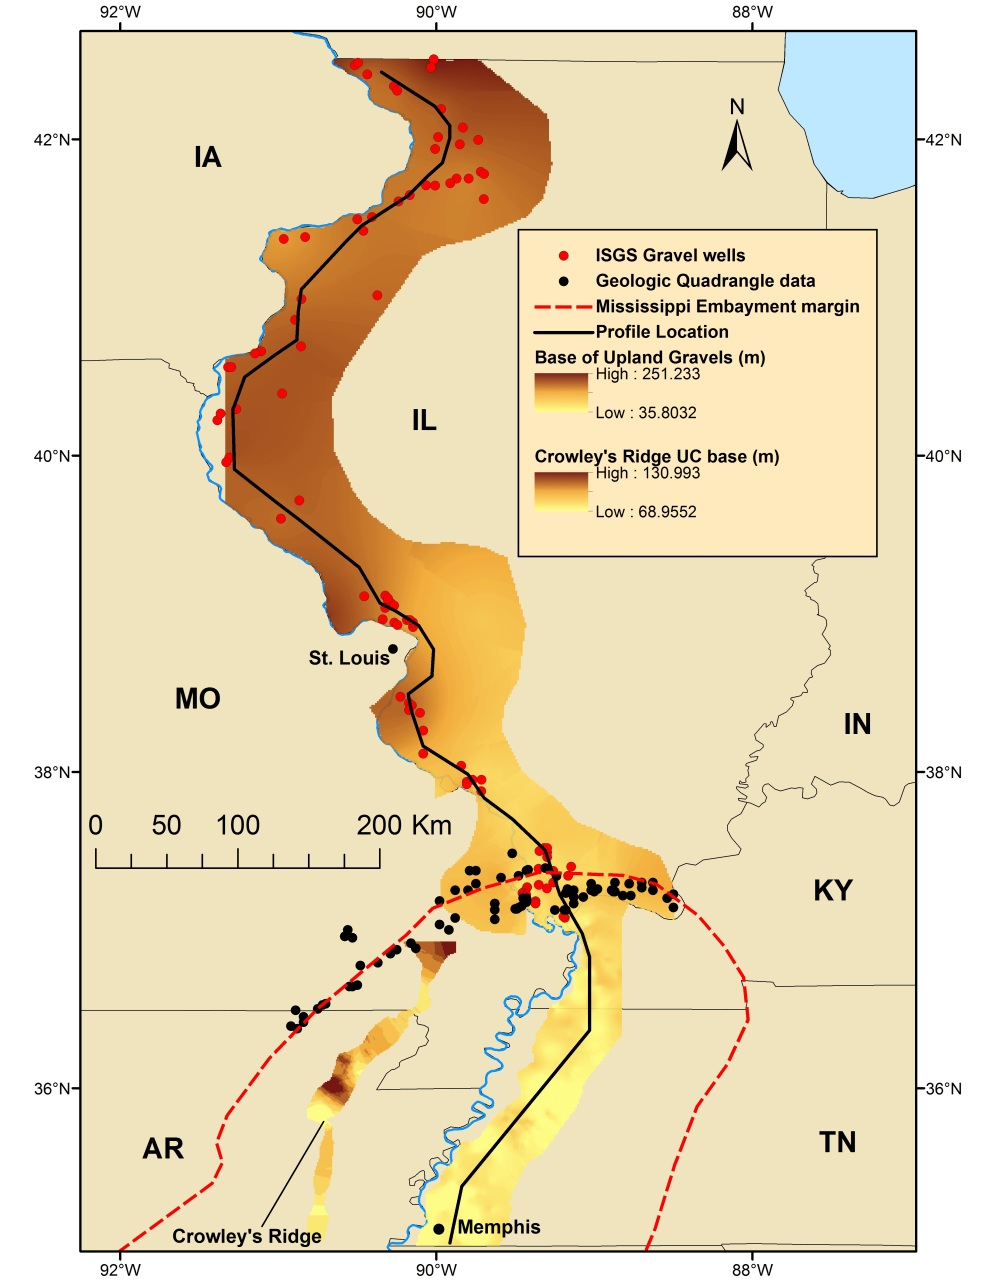 92°W 90°W 88°W
N
42°N 42°N
IA
ISGS Gravel wells
Geologic Quadrangle data
Mississippi Embayment margin
Profile Location
Base of Upland Gravels (m)
High : 251.233
Low : 35.8032
IL
Crowley's Ridge UC base (m)
High : 130.993
Low : 68.9552
40°N 40°N
St. Louis
MO
IN
38°N 38°N
0 50 100 200 Km
KY
36°N 36°N
AR
TN
Memphis
Crowley's Ridge
92°W 90°W 88°W